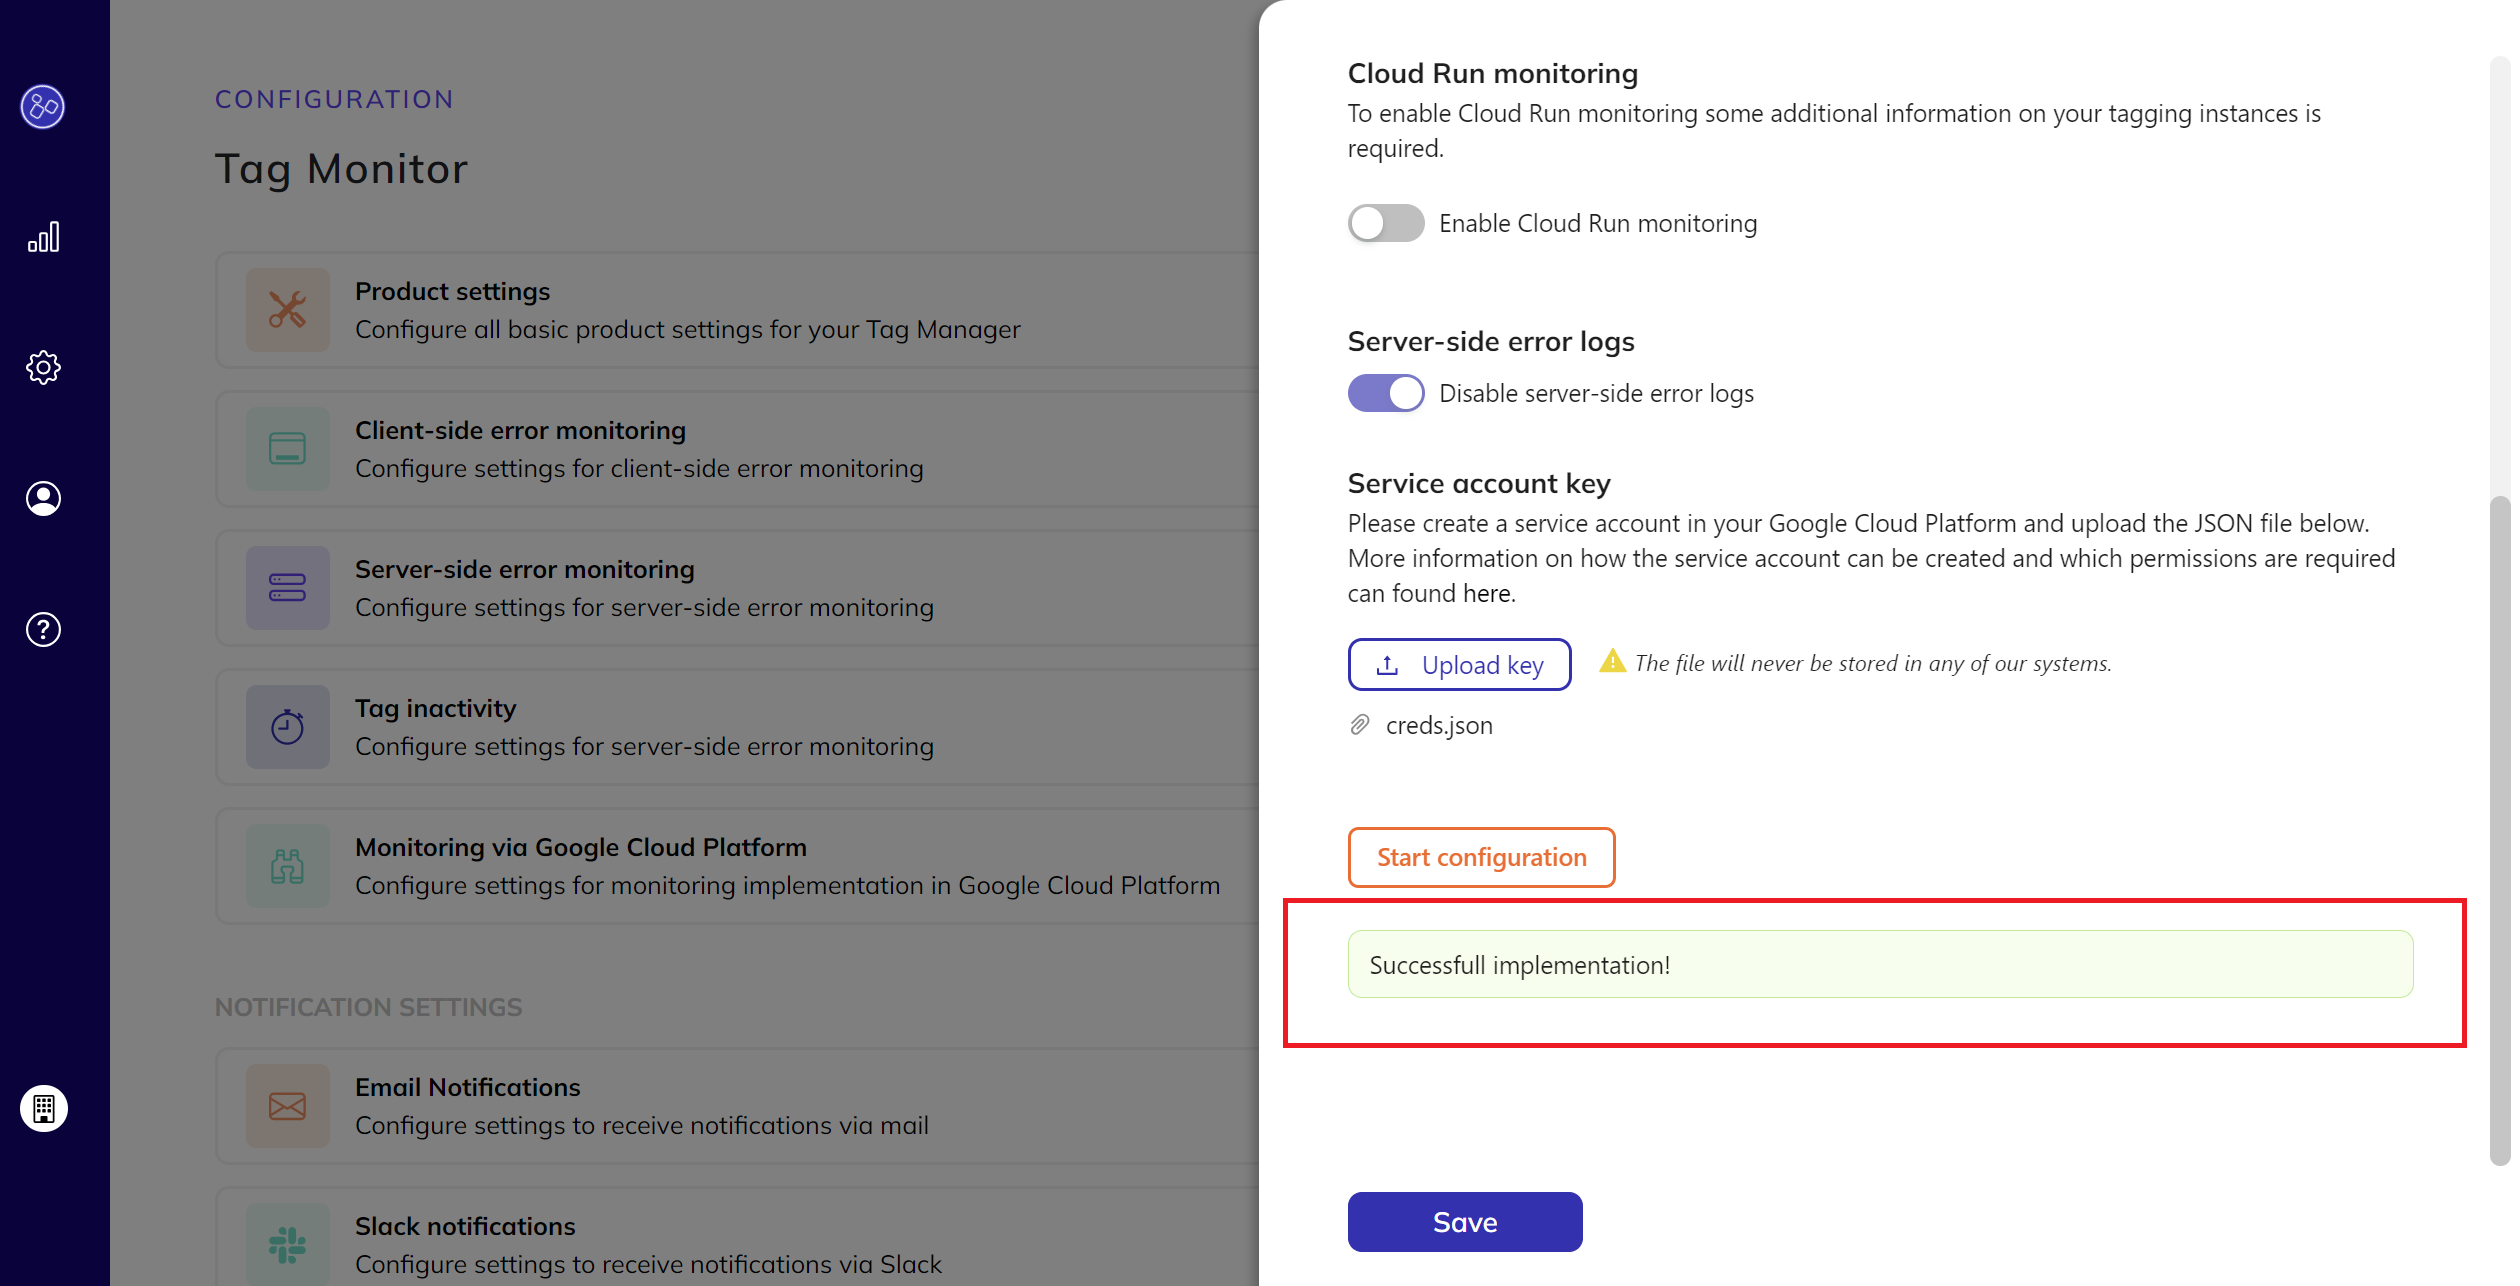 CONFIGURATION
Tag Monitor
Product settings
Configure all basic product settings for your Tag Manager
Client-side error monitoring
Configure settings for client-side error monitoring
Server-side error monitoring
Configure settings for server-side error monitoring
Tag inactivity
Configure settings for server-side error monitoring
Monitoring via Google Cloud Platform
Configure settings for monitoring implementation in Google Cloud Platform
NOTIFICATION SETTINGS
Email Notifications
Configure settings to receive notifications via mail
Slack notifications
Configure settings to receive notifications via Slack
Cloud Run monitoring
To enable Cloud Run monitoring some additional information on your tagging instances is
required.
Enable Cloud Run monitoring
Server-side error logs
Disable server-side error logs
Service account key
Please create a service account in your Google Cloud Platform and upload the JSON file below.
More information on how the service account can be created and which permissions are required
can found here.
Upload key
The file will never be stored in any of our systems.
creds.json
Start configuration
Successfull implementation!
Save